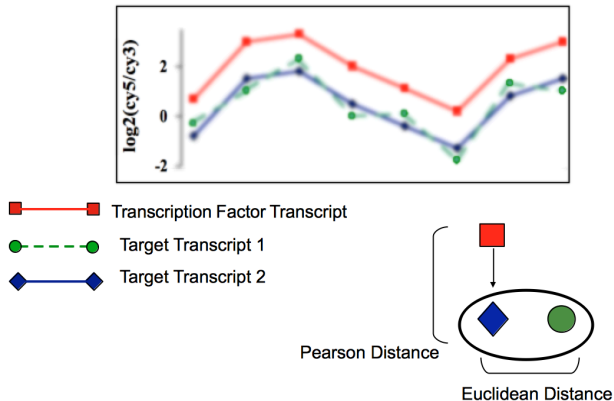 log2(cy5/cy3)
2
0
-2
Transcription Factor Transcript
Target Transcript 1
Target Transcript 2
Pearson Distance
Euclidean Distance